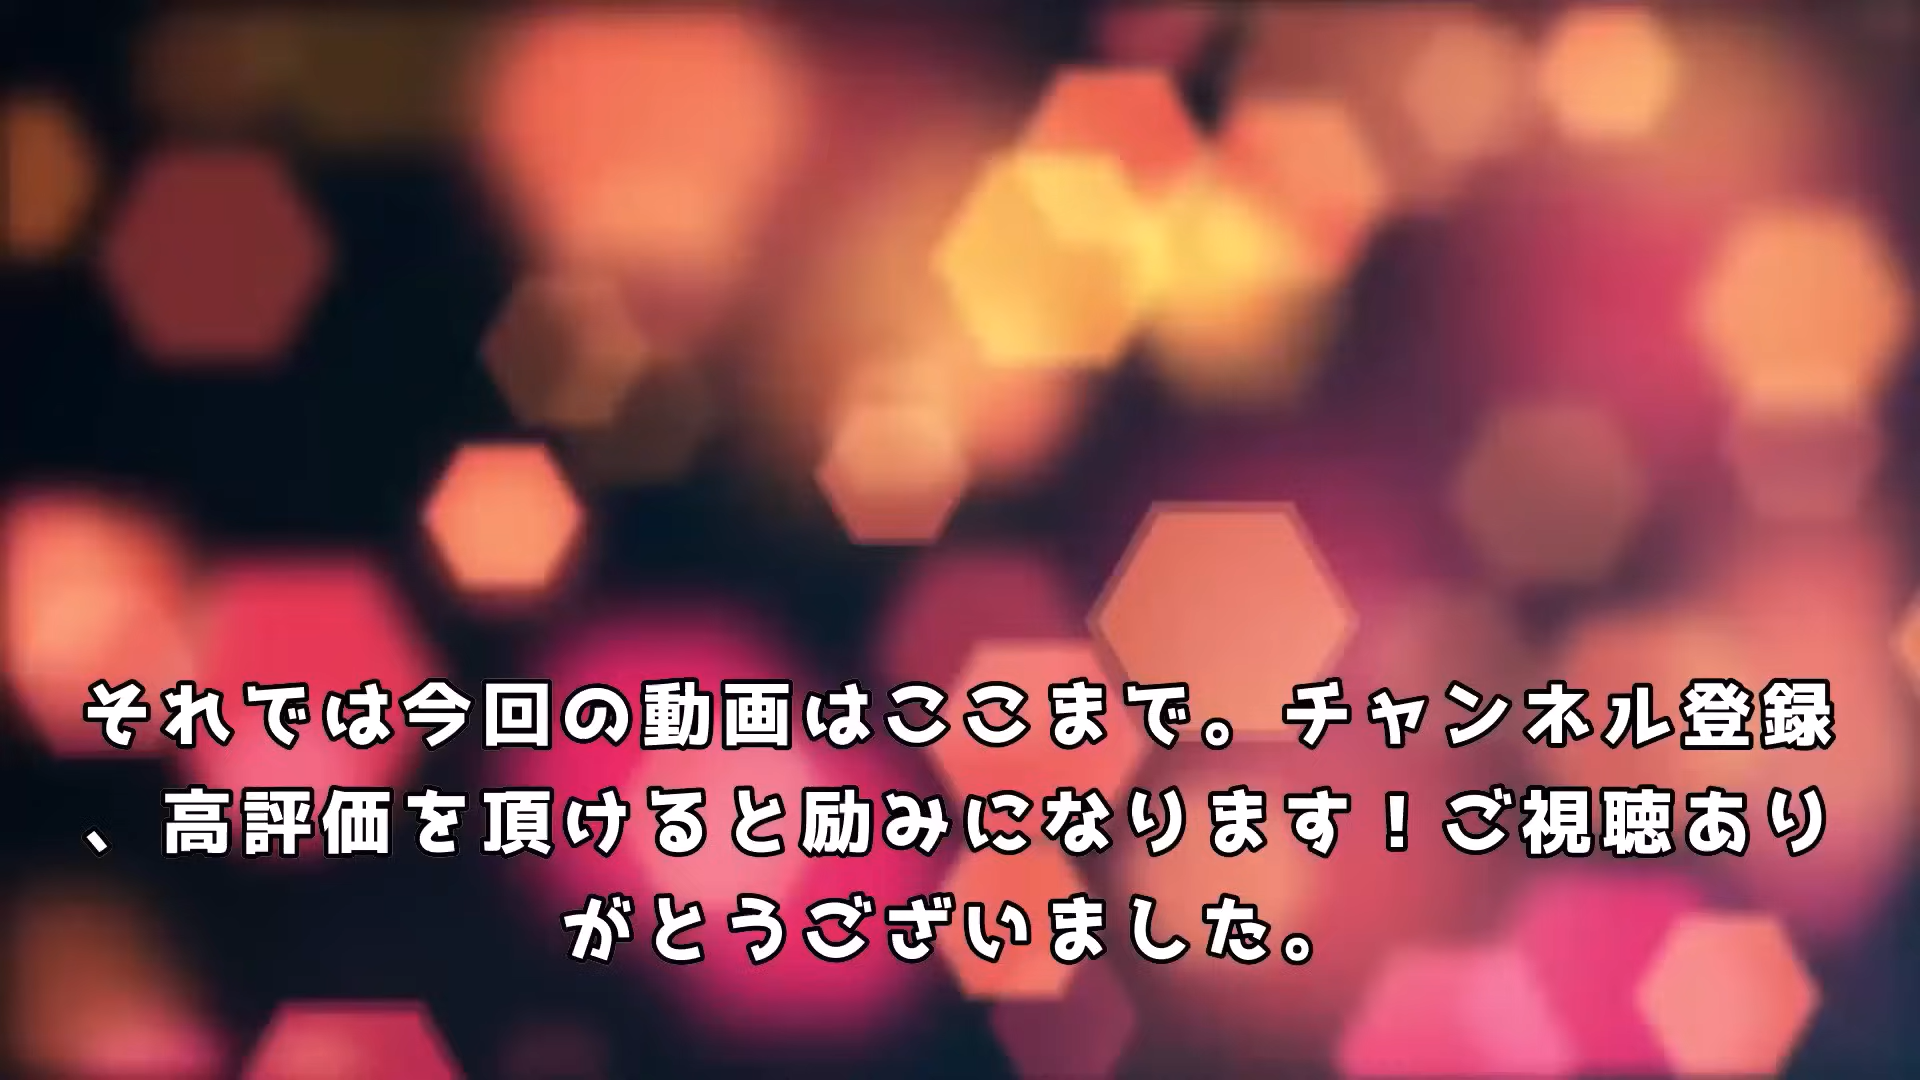 それでは今回の動画はここまで。チャンネル登録
、高評価を頂けると励みになります！ご視聴あり
がとうございました。